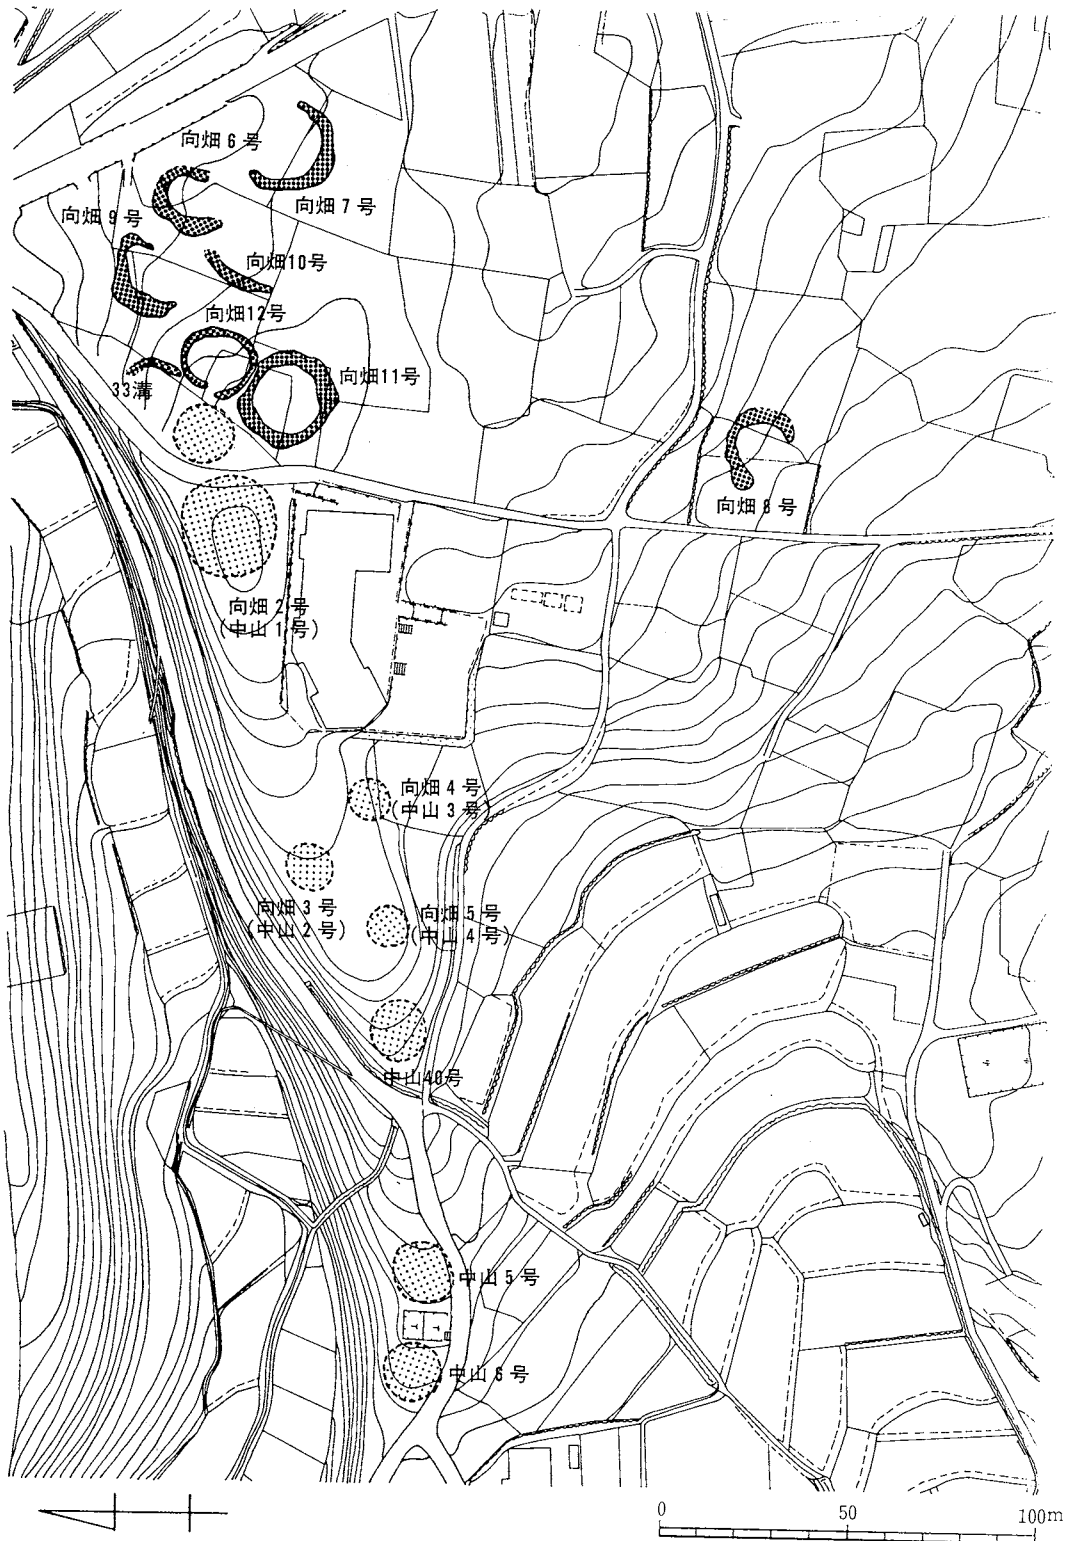 向畑 6 号
向畑 7 号
向畑 9 号
向畑10号
向畑12号
向畑11号
33溝
向畑 8 号
向畑 2 号
(中山 1 号)
向畑 4 号
(中山 3 号)
向畑 3 号
(中山 2 号)
向畑 5 号
(中山 4 号)
中山40号
中山 5 号
中山 6 号
0 50 100m